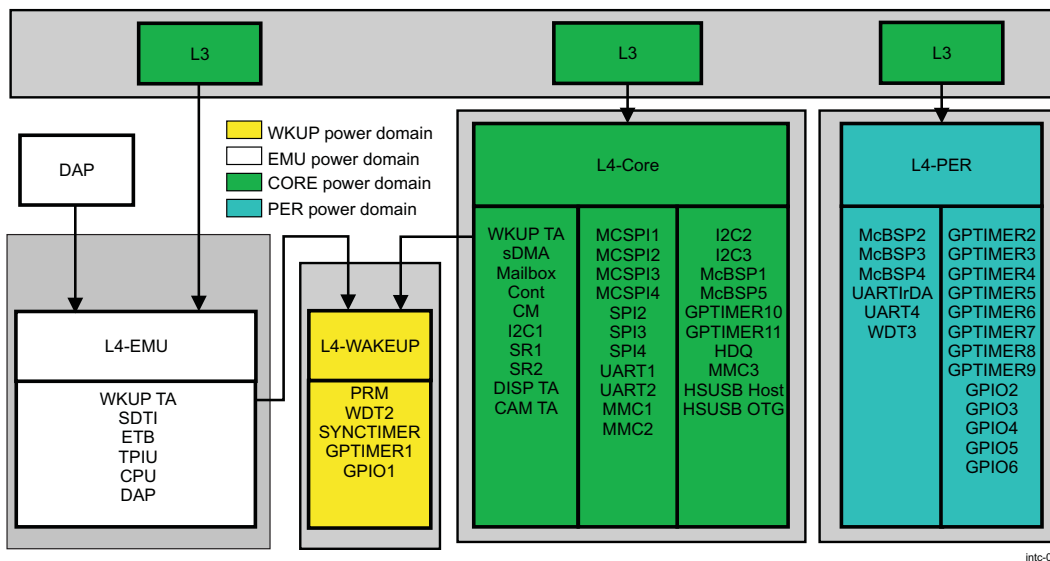 L3
L3
L3
WKUP power domain
EMU power domain
CORE power domain
PER power domain
DAP
L4-EMU
WKUP TA
SDTI
ETB
TPIU
CPU
DAP
L4-WAKEUP
PRM
WDT2
SYNCTIMER
GPTIMER1
GPIO1
L4-Core
WKUP TA
sDMA
Mailbox
Cont
CM
I2C1
SR1
SR2
DISP TA
CAM TA
MCSPI1
MCSPI2
MCSPI3
MCSPI4
SPI2
SPI3
SPI4
UART1
UART2
MMC1
MMC2
I2C2
I2C3
McBSP1
McBSP5
GPTIMER10
GPTIMER11
HDQ
MMC3
HSUSB Host
HSUSB OTG
L4-PER
McBSP2
McBSP3
McBSP4
UARTIrDA
UART4
WDT3
GPTIMER2
GPTIMER3
GPTIMER4
GPTIMER5
GPTIMER6
GPTIMER7
GPTIMER8
GPTIMER9
GPIO2
GPIO3
GPIO4
GPIO5
GPIO6